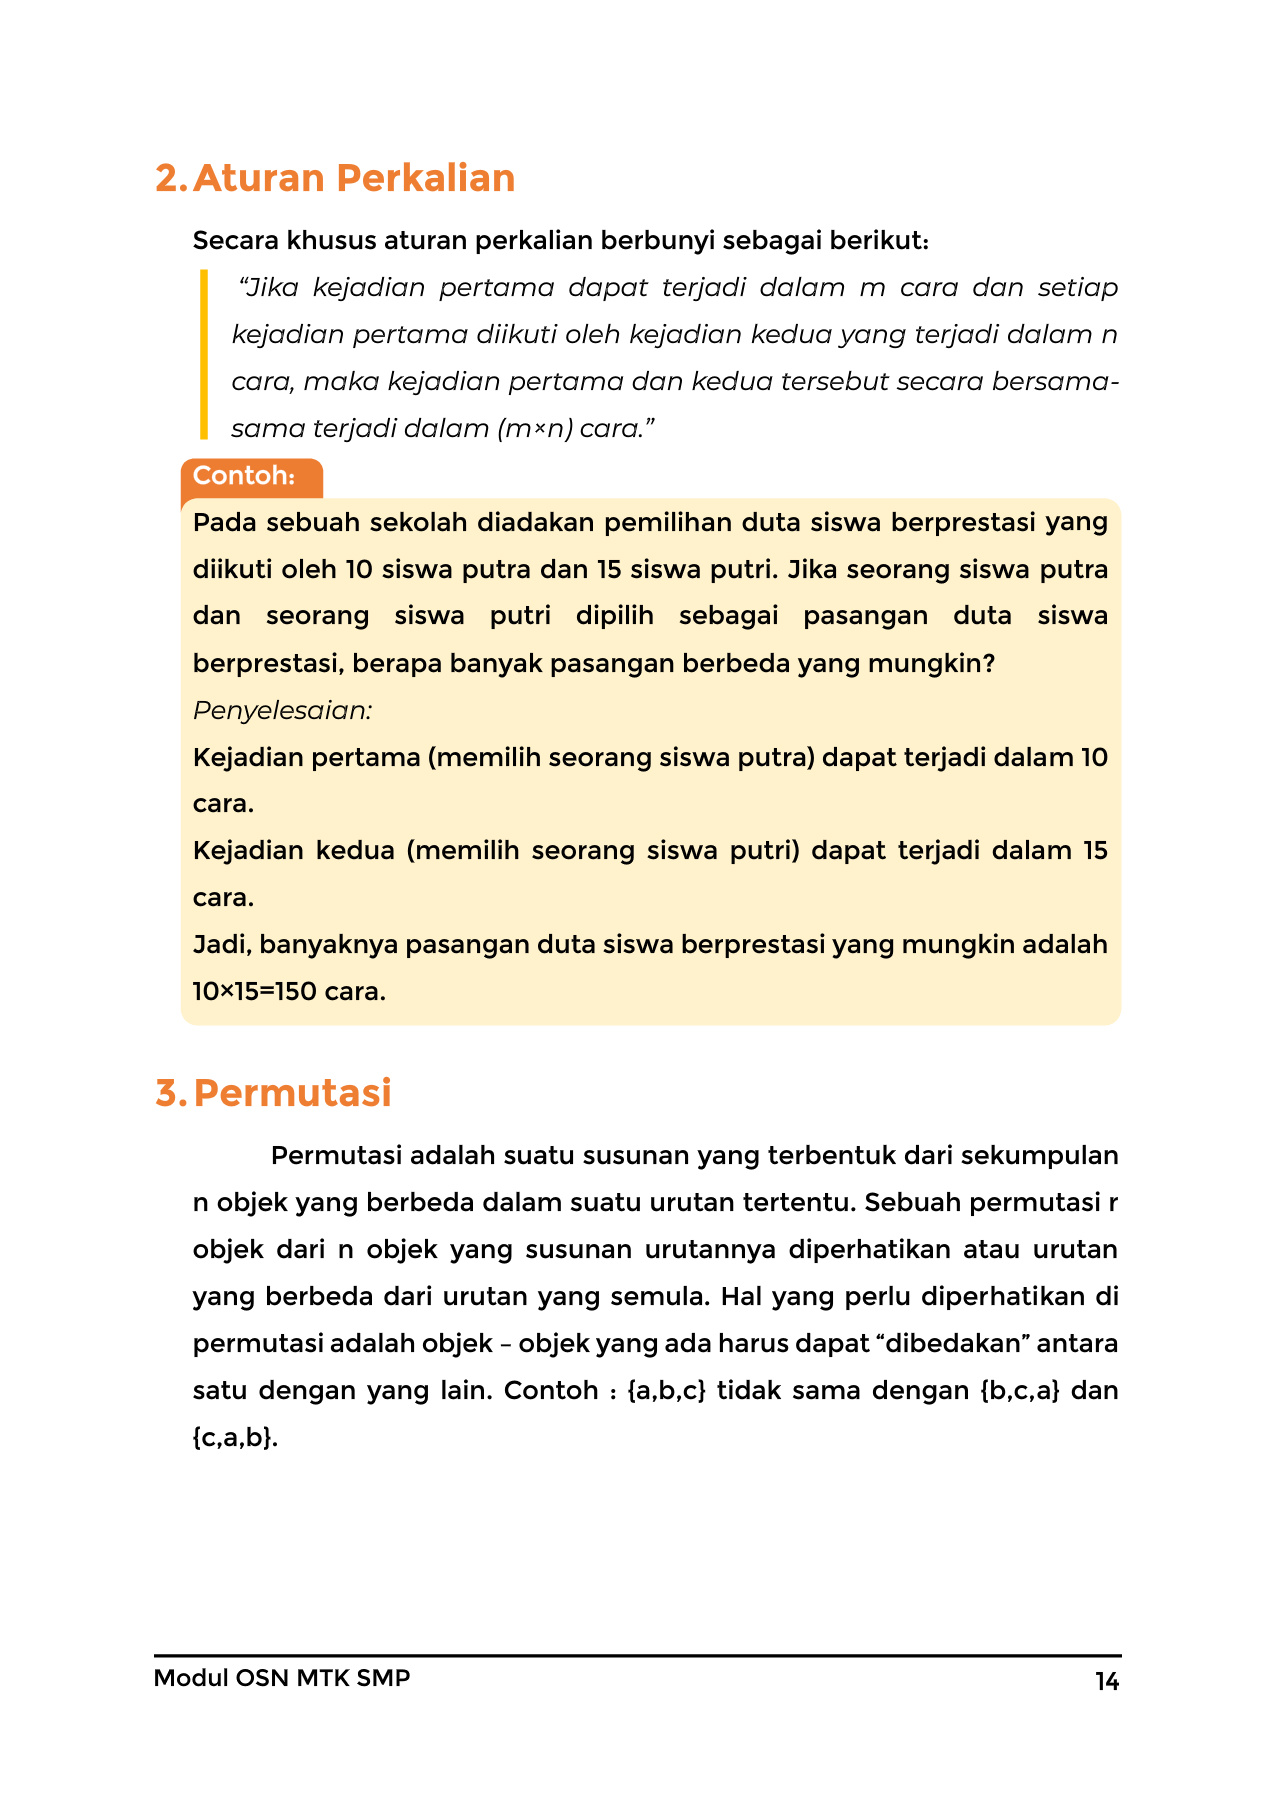 2. Aturan Perkalian
Secara khusus aturan perkalian berbunyi sebagai berikut:
“Jika kejadian pertama dapat terjadi dalam m cara dan setiap
kejadian pertama diikuti oleh kejadian kedua yang terjadi dalam n
cara, maka kejadian pertama dan kedua tersebut secara bersama-
sama terjadi dalam (m×n) cara.”
Contoh:
Pada sebuah sekolah diadakan pemilihan duta siswa berprestasi yang
diikuti oleh 10 siswa putra dan 15 siswa putri. Jika seorang siswa putra
dan seorang siswa putri dipilih sebagai pasangan duta siswa
berprestasi, berapa banyak pasangan berbeda yang mungkin?
Penyelesaian:
Kejadian pertama (memilih seorang siswa putra) dapat terjadi dalam 10
cara.
Kejadian kedua (memilih seorang siswa putri) dapat terjadi dalam 15
cara.
Jadi, banyaknya pasangan duta siswa berprestasi yang mungkin adalah
10×15=150 cara.
3. Permutasi
Permutasi adalah suatu susunan yang terbentuk dari sekumpulan
n objek yang berbeda dalam suatu urutan tertentu. Sebuah permutasi r
objek dari n objek yang susunan urutannya diperhatikan atau urutan
yang berbeda dari urutan yang semula. Hal yang perlu diperhatikan di
permutasi adalah objek – objek yang ada harus dapat “dibedakan” antara
satu dengan yang lain. Contoh : {a,b,c} tidak sama dengan {b,c,a} dan
{c,a,b}.
Modul OSN MTK SMP
14